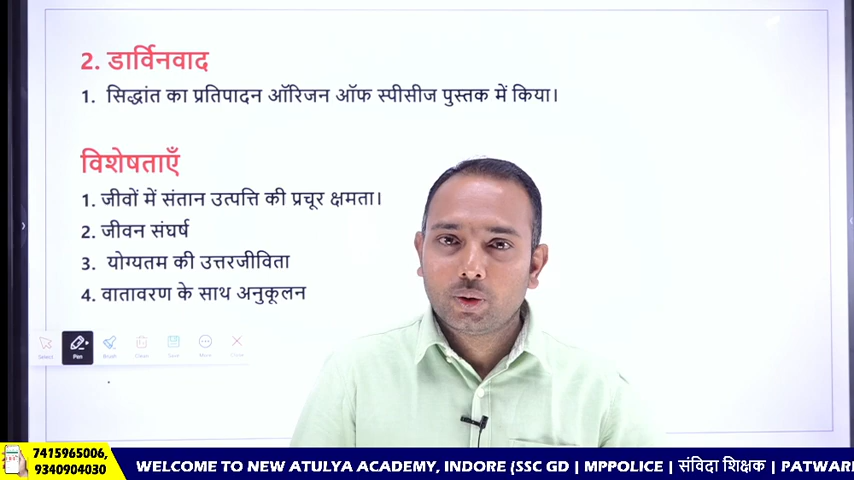 2. डार्विनवाद
1. सिद्धांत का प्रतिपादन ऑरिजन ऑफ स्पीसीज पुस्तक में किया।
विशेषताएँ
1. जीवों में संतान उत्पत्ति की प्रचूर क्षमता।
2. जीवन संघर्ष
3. योग्यतम की उत्तरजीविता
4. वातावरण के साथ अनुकूलन
Select Pen Brush Clean Save More Close
7415965006,
9340904030
WELCOME TO NEW ATULYA ACADEMY, INDORE (SSC GD | MPPOLICE | संविदा शिक्षक | PATWARI